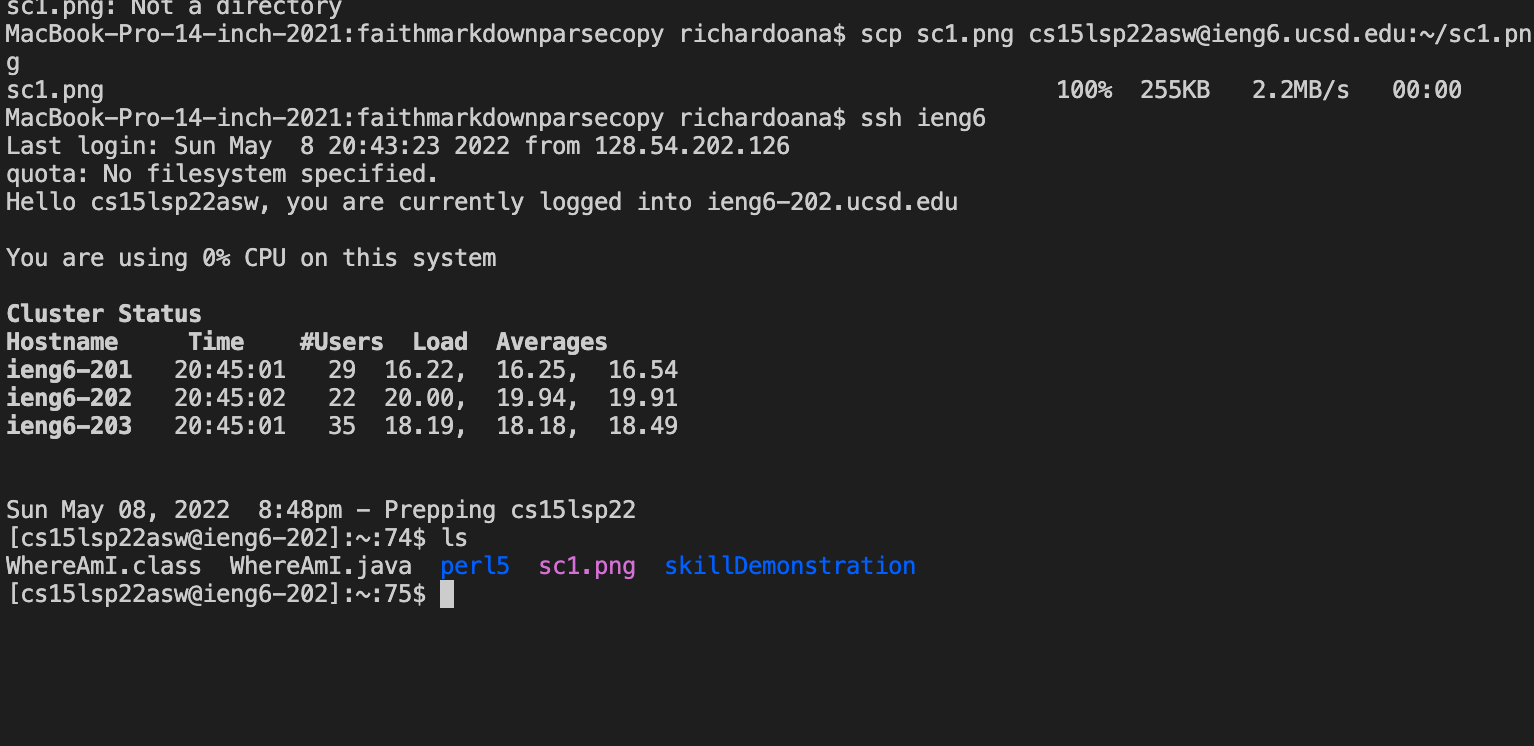 sc1.png: Not a directory
MacBook-Pro-14-inch-2021:faithmarkdownparsecopy richardoana$ scp sc1.png cs15lsp22asw@ieng6.ucsd.edu:~/sc1.pn
g
sc1.png 100% 255KB 2.2MB/s 00:00
MacBook-Pro-14-inch-2021:faithmarkdownparsecopy richardoana$ ssh ieng6
Last login: Sun May  8 20:43:23 2022 from 128.54.202.126
quota: No filesystem specified.
Hello cs15lsp22asw, you are currently logged into ieng6-202.ucsd.edu
You are using 0% CPU on this system
Cluster Status
Hostname     Time    #Users  Load  Averages
ieng6-201   20:45:01   29  16.22,  16.25,  16.54
ieng6-202   20:45:02   22  20.00,  19.94,  19.91
ieng6-203   20:45:01   35  18.19,  18.18,  18.49
Sun May 08, 2022  8:48pm - Prepping cs15lsp22
[cs15lsp22asw@ieng6-202]:~:74$ ls
WhereAmI.class  WhereAmI.java  perl5  sc1.png  skillDemonstration
[cs15lsp22asw@ieng6-202]:~:75$